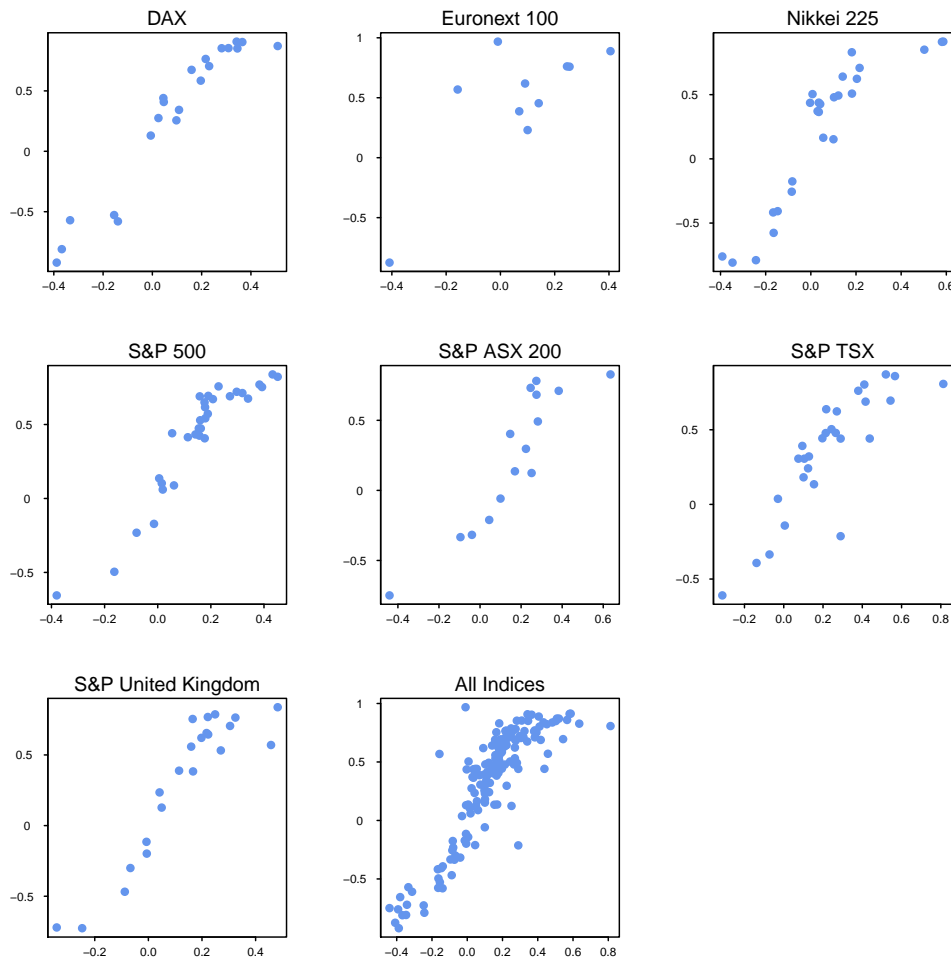 DAX
0.5
0
−0.5
−0.4 −0.2 0.0 0.2 0.4
Euronext 100
1
0.5
0
−0.5
−0.4 −0.2 0.0 0.2 0.4
Nikkei 225
0.5
0
−0.5
−0.4 −0.2 0.0 0.2 0.4 0.6
S&P 500
0.5
0
−0.5
−0.4 −0.2 0.0 0.2 0.4
S&P ASX 200
0.5
0
−0.5
−0.4 −0.2 0.0 0.2 0.4 0.6
S&P TSX
0.5
0
−0.5
−0.2 0.0 0.2 0.4 0.6 0.8
S&P United Kingdom
0.5
0
−0.5
−0.2 0.0 0.2 0.4
All Indices
1
0.5
0
−0.5
−0.4 −0.2 0.0 0.2 0.4 0.6 0.8